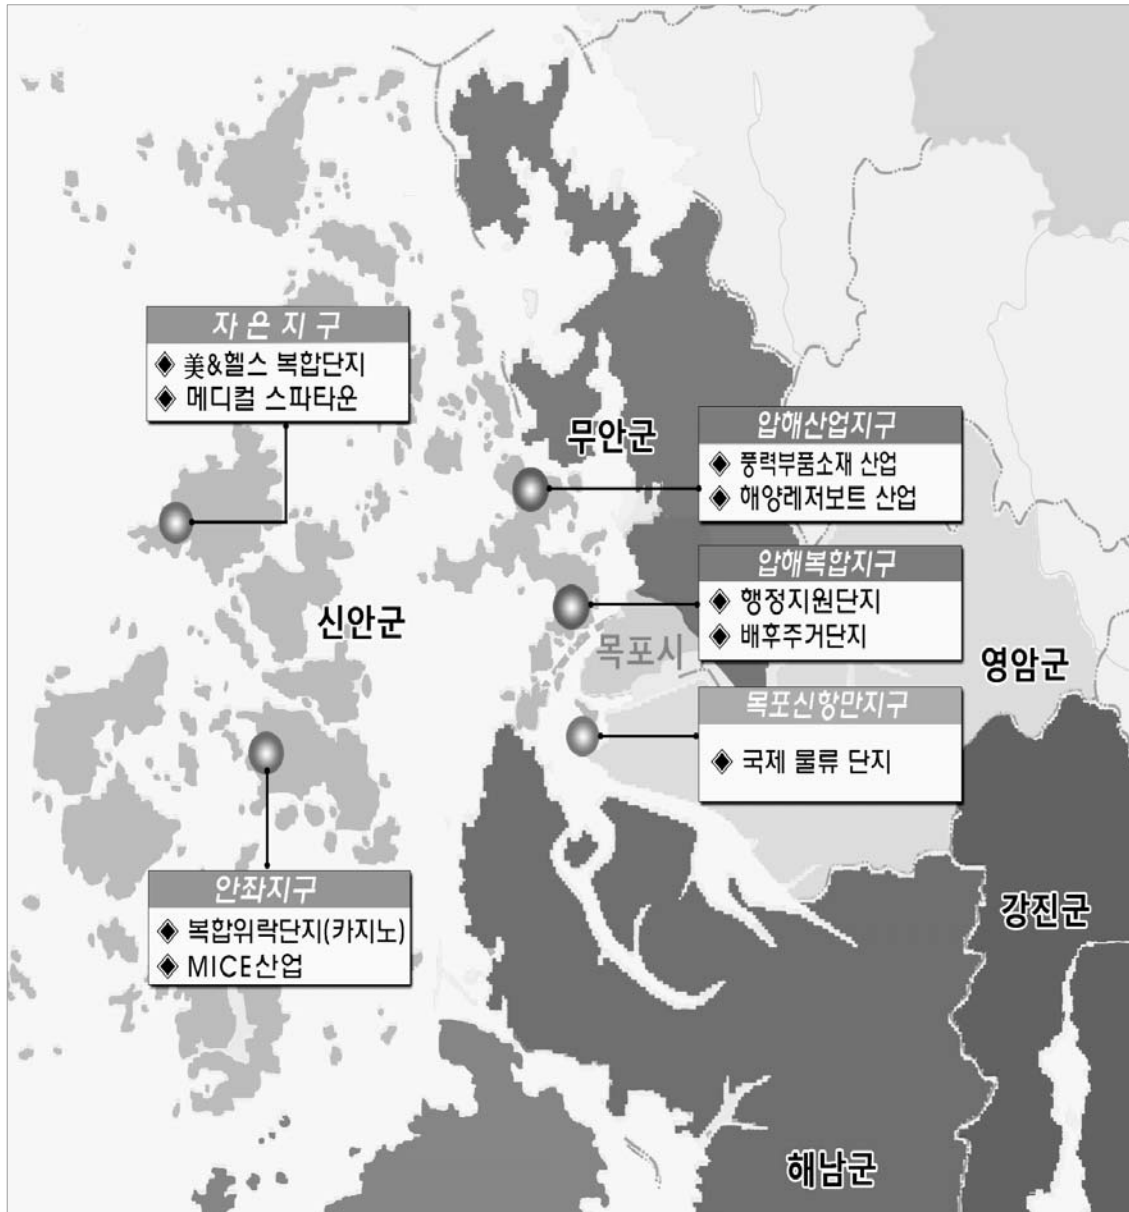 자 은 지 구
◈ 美&헬스 복합단지
◈ 메디컬 스파타운
무안군
압해산업지구
◈ 풍력부품소재 산업
◈ 해양레저보트 산업
압해복합지구
◈ 행정지원단지
◈ 배후주거단지
신안군
목포시
영암군
목포신항만지구
◈ 국제 물류 단지
안좌지구
◈ 복합위락단지(카지노)
◈ MICE산업
강진군
해남군